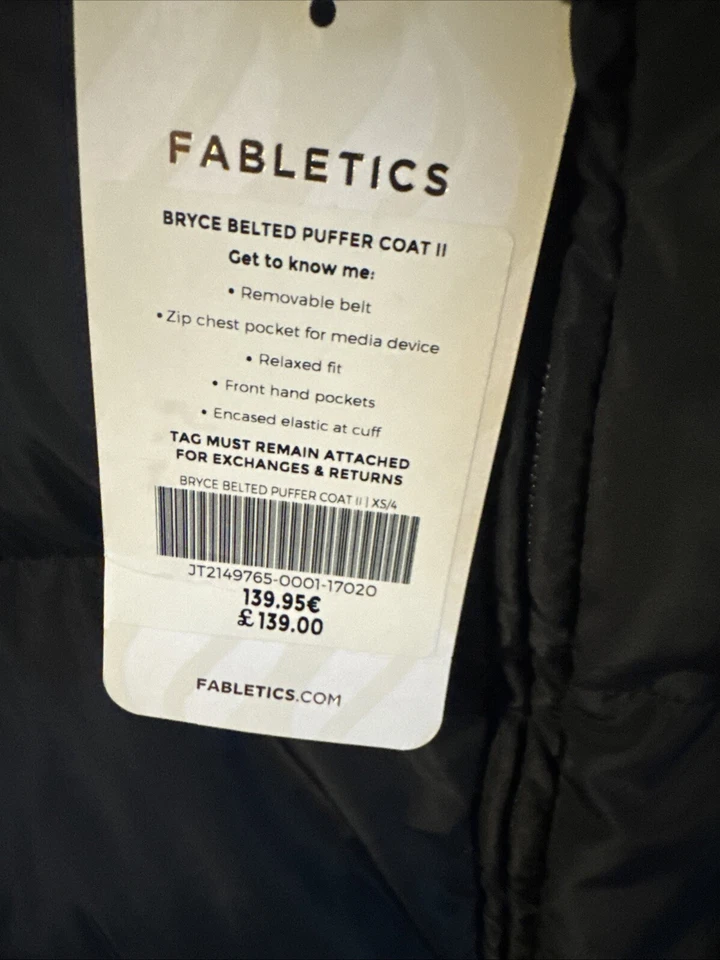 FABLETICS
BRYCE BELTED PUFFER COAT II
Get to know me:
• Removable belt
• Zip chest pocket for media device
• Relaxed fit
• Front hand pockets
• Encased elastic at cuff
TAG MUST REMAIN ATTACHED
FOR EXCHANGES & RETURNS
BRYCE BELTED PUFFER COAT II | XS/4
JT2149765-0001-17020
139.95€
£139.00
FABLETICS.COM